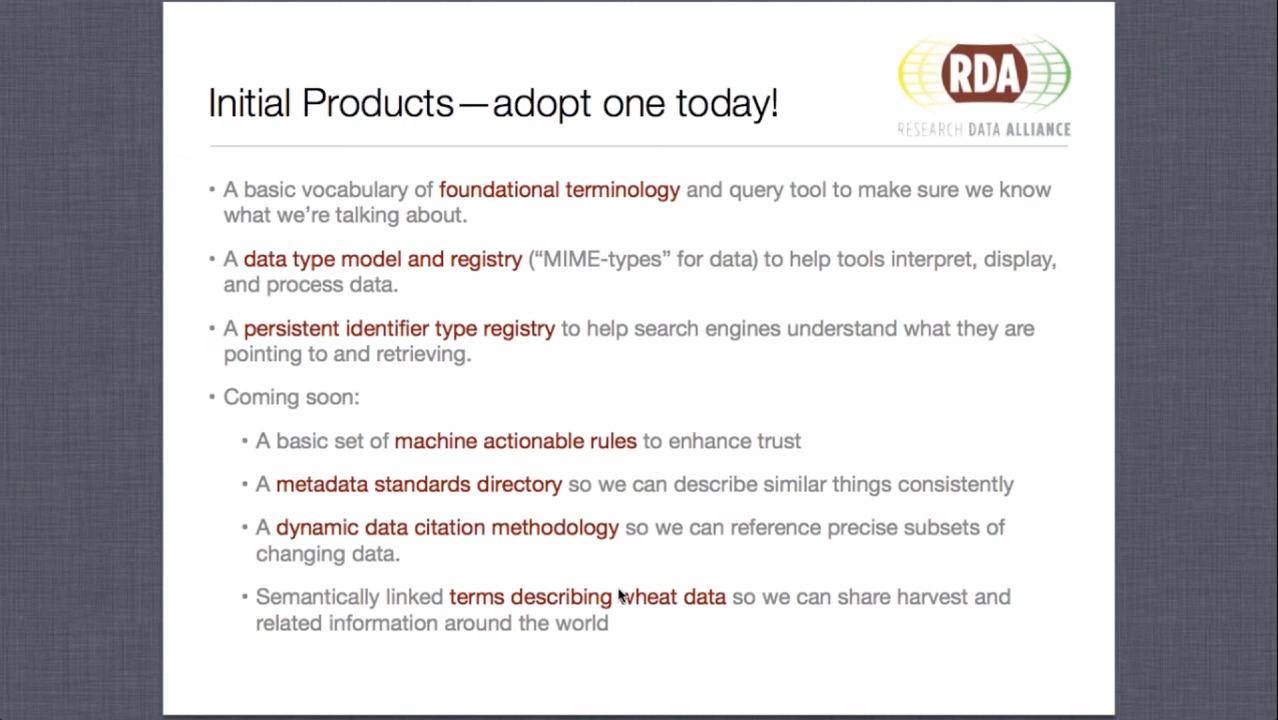 RDA
RESEARCH DATA ALLIANCE
Initial Products—adopt one today!
• A basic vocabulary of foundational terminology and query tool to make sure we know
what we’re talking about.
• A data type model and registry (“MIME-types” for data) to help tools interpret, display,
and process data.
• A persistent identifier type registry to help search engines understand what they are
pointing to and retrieving.
• Coming soon:
• A basic set of machine actionable rules to enhance trust
• A metadata standards directory so we can describe similar things consistently
• A dynamic data citation methodology so we can reference precise subsets of
changing data.
• Semantically linked terms describing wheat data so we can share harvest and
related information around the world